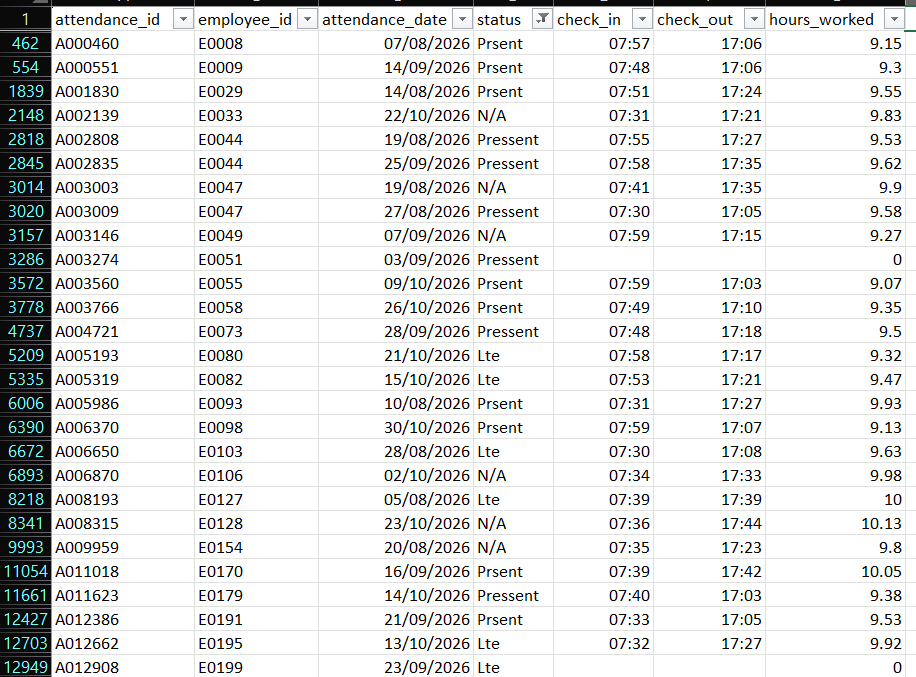 1 attendance_id employee_id attendance_date status check_in check_out hours_worked
462 A000460 E0008 07/08/2026 Prsent 07:57 17:06 9.15
554 A000551 E0009 14/09/2026 Prsent 07:48 17:06 9.3
1839 A001830 E0029 14/08/2026 Prsent 07:51 17:24 9.55
2148 A002139 E0033 22/10/2026 N/A 07:31 17:21 9.83
2818 A002808 E0044 19/08/2026 Pressent 07:55 17:27 9.53
2845 A002835 E0044 25/09/2026 Pressent 07:58 17:35 9.62
3014 A003003 E0047 19/08/2026 N/A 07:41 17:35 9.9
3020 A003009 E0047 27/08/2026 Pressent 07:30 17:05 9.58
3157 A003146 E0049 07/09/2026 N/A 07:59 17:15 9.27
3286 A003274 E0051 03/09/2026 Pressent 0
3572 A003560 E0055 09/10/2026 Prsent 07:59 17:03 9.07
3778 A003766 E0058 26/10/2026 Prsent 07:49 17:10 9.35
4737 A004721 E0073 28/09/2026 Pressent 07:48 17:18 9.5
5209 A005193 E0080 21/10/2026 Lte 07:58 17:17 9.32
5335 A005319 E0082 15/10/2026 Lte 07:53 17:21 9.47
6006 A005986 E0093 10/08/2026 Prsent 07:31 17:27 9.93
6390 A006370 E0098 30/10/2026 Prsent 07:59 17:07 9.13
6672 A006650 E0103 28/08/2026 Lte 07:30 17:08 9.63
6893 A006870 E0106 02/10/2026 N/A 07:34 17:33 9.98
8218 A008193 E0127 05/08/2026 Lte 07:39 17:39 10
8341 A008315 E0128 23/10/2026 N/A 07:36 17:44 10.13
9993 A009959 E0154 20/08/2026 N/A 07:35 17:23 9.8
11054 A011018 E0170 16/09/2026 Prsent 07:39 17:42 10.05
11661 A011623 E0179 14/10/2026 Pressent 07:40 17:03 9.38
12427 A012386 E0191 21/09/2026 Prsent 07:33 17:05 9.53
12703 A012662 E0195 13/10/2026 Lte 07:32 17:27 9.92
12949 A012908 E0199 23/09/2026 Lte 0